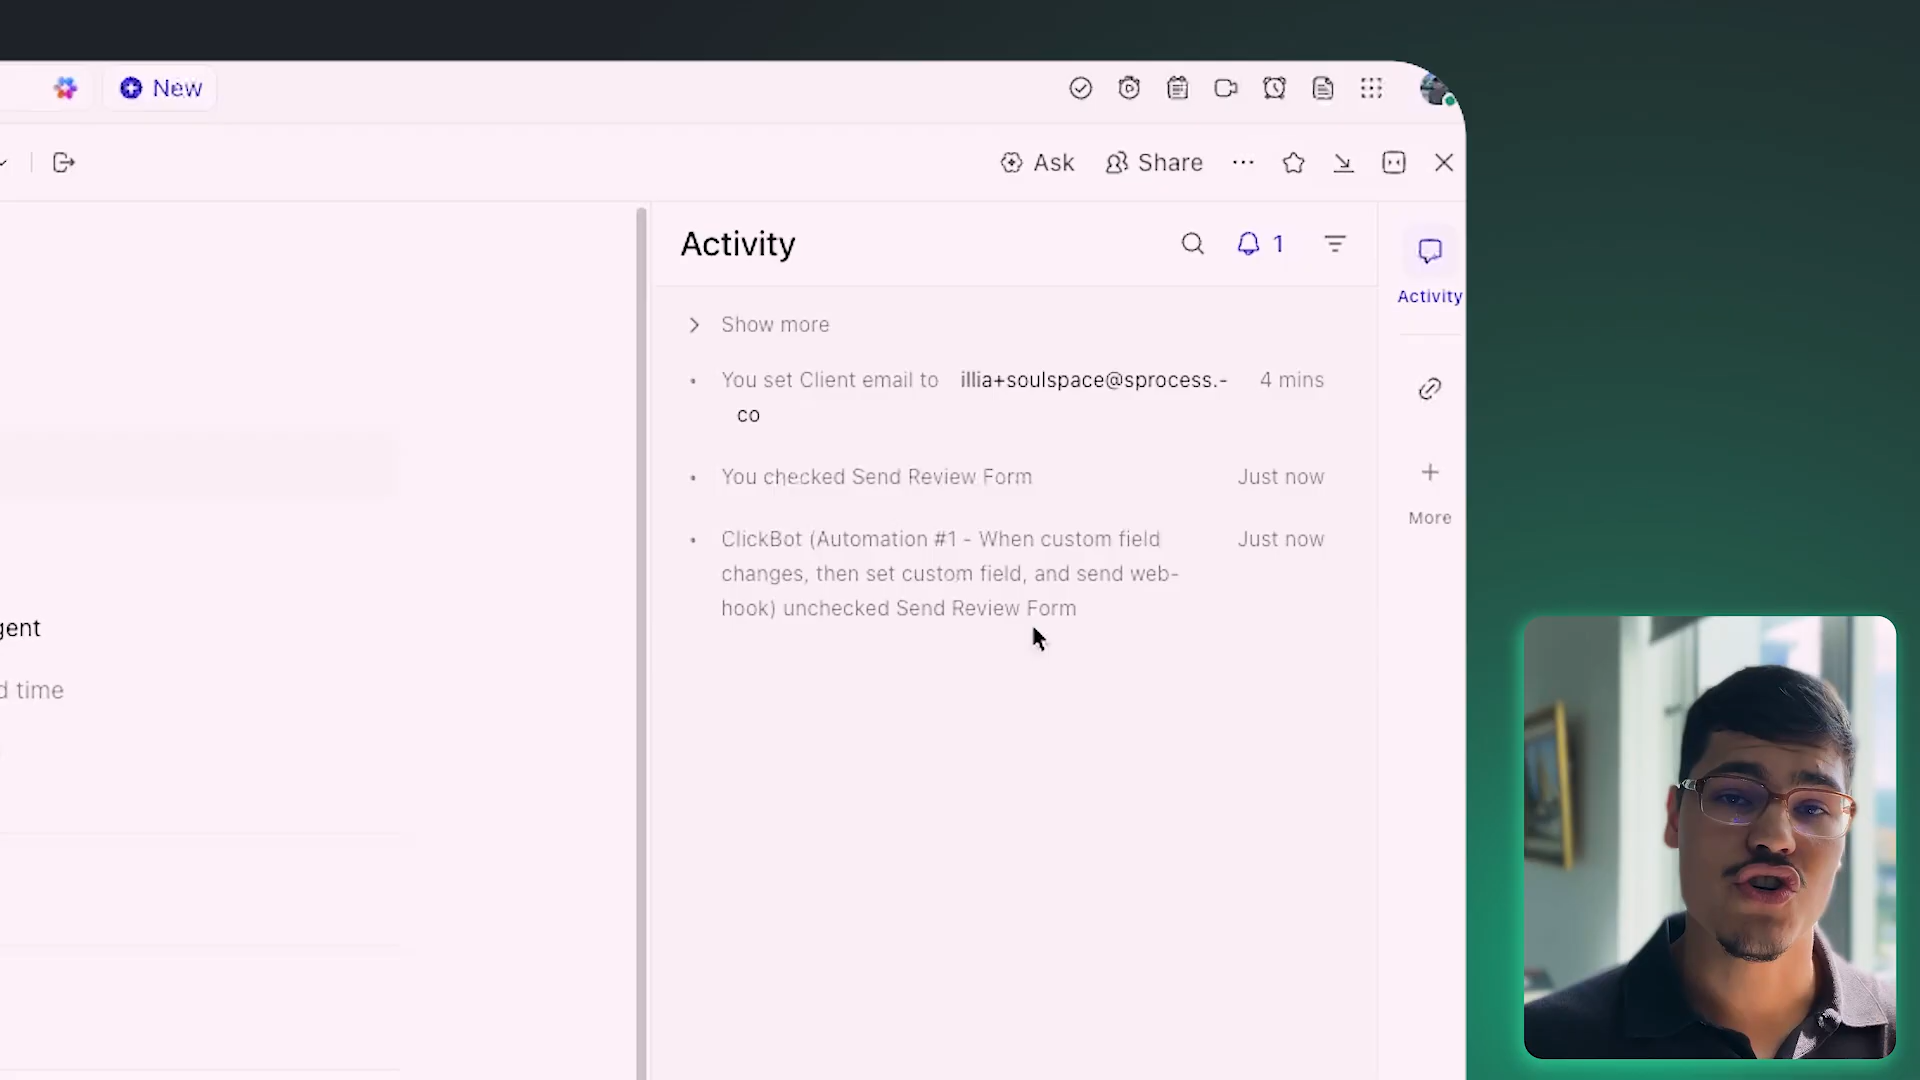 New
Ask
Share
Activity
1
Activity
Show more
You set Client email to illia+soulspace@sprocess.- 4 mins
co
You checked Send Review Form Just now
More
ClickBot (Automation #1 - When custom field Just now
changes, then set custom field, and send web-
hook) unchecked Send Review Form
gent
d time